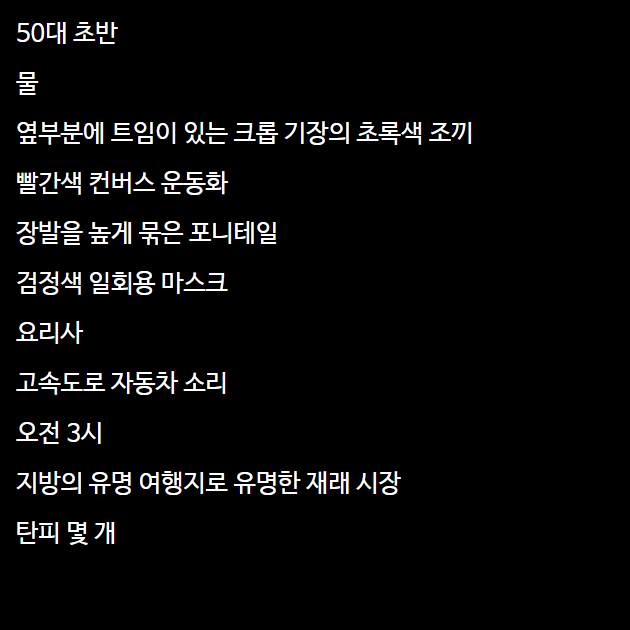 50대 초반
물
옆부분에 트임이 있는 크롭 기장의 초록색 조끼
빨간색 컨버스 운동화
장발을 높게 묶은 포니테일
검정색 일회용 마스크
요리사
고속도로 자동차 소리
오전 3시
지방의 유명 여행지로 유명한 재래 시장
탄피 몇 개